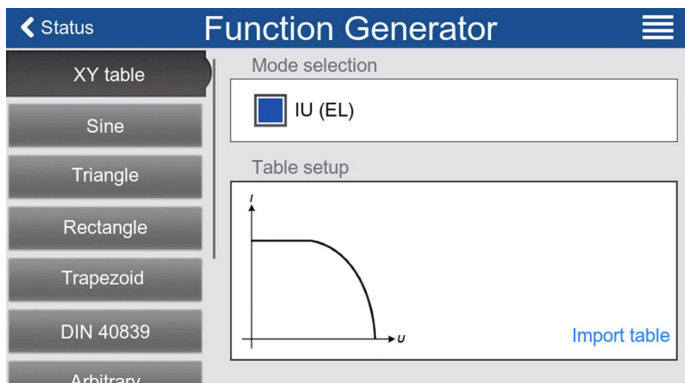 Status
Function Generator
XY table
Sine
Triangle
Rectangle
Trapezoid
DIN 40839
Arbitrary
Mode selection
IU (EL)
Table setup
I
U
Import table